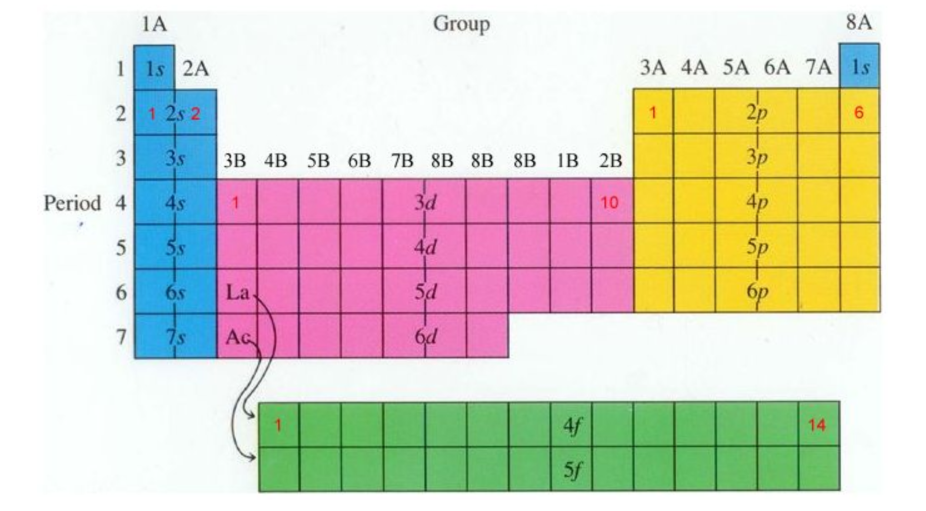 1A Group 8A
1 1s 2A 3A 4A 5A 6A 7A 1s
2 1 2s 2 1 2p 6
3 3s 3B 4B 5B 6B 7B 8B 8B 8B 1B 2B 3p
Period 4 4s 1 3d 10 4p
5 5s 4d 5p
6 6s La 5d 6p
7 7s Ac 6d
1 4f 14
5f